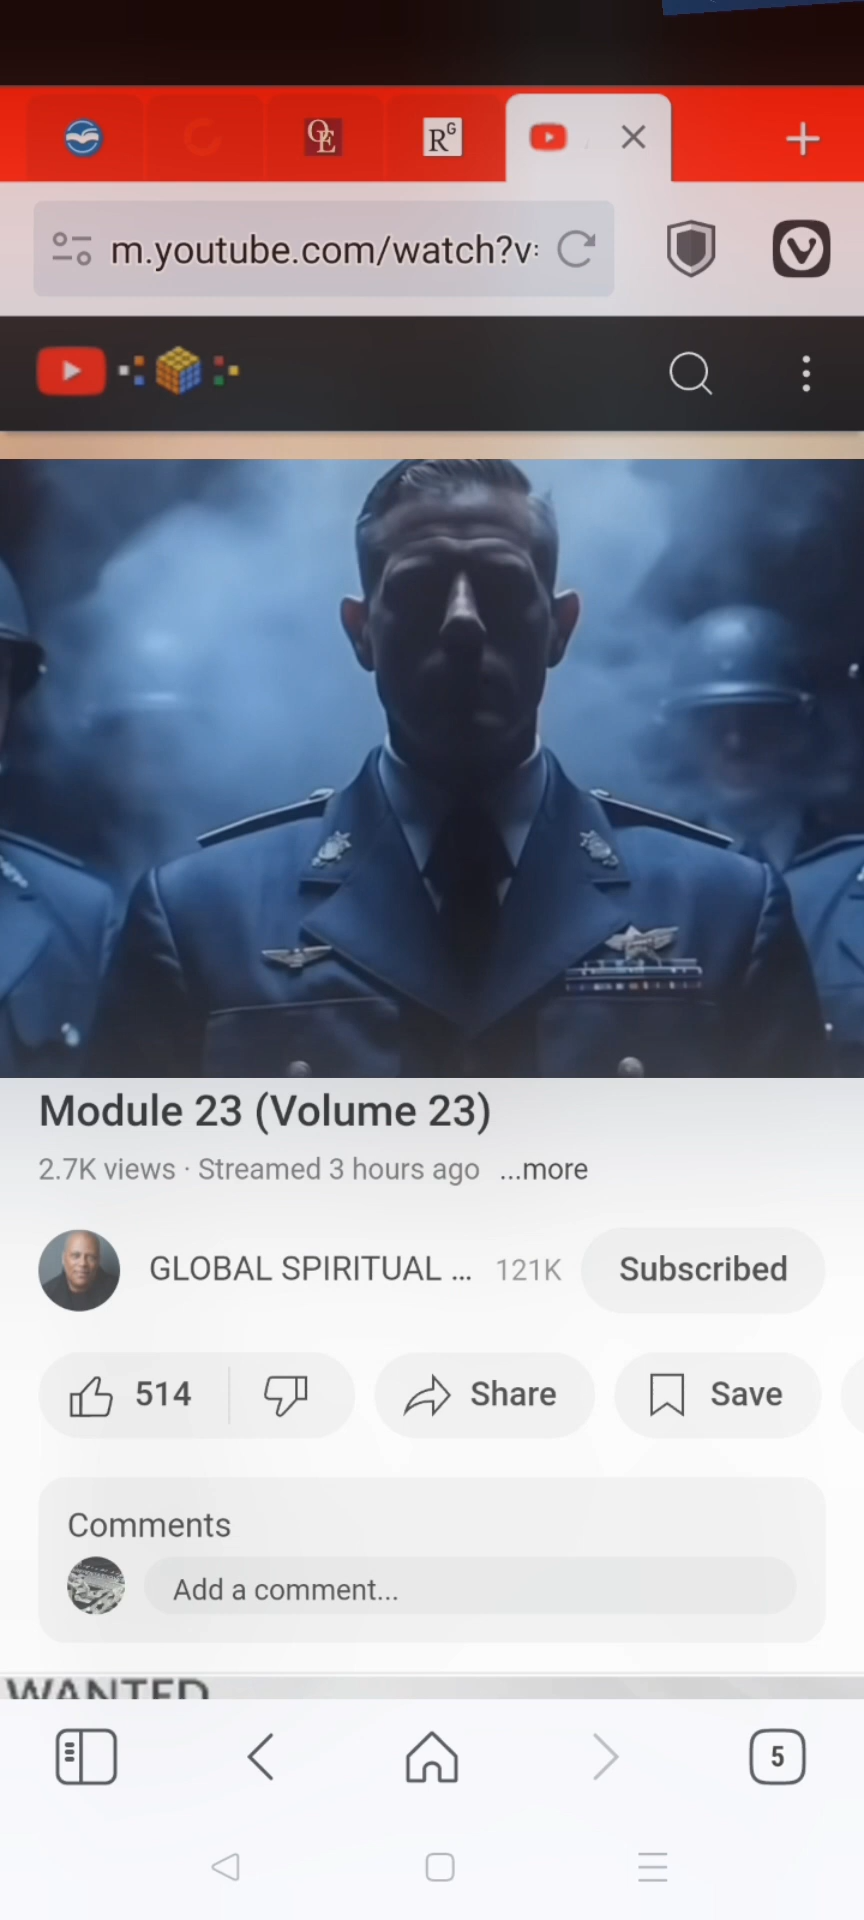 m.youtube.com/watch?v:
Module 23 (Volume 23)
2.7K views · Streamed 3 hours ago ...more
GLOBAL SPIRITUAL ... 121K Subscribed
514 Share Save
Comments
Add a comment...
WANTED
5